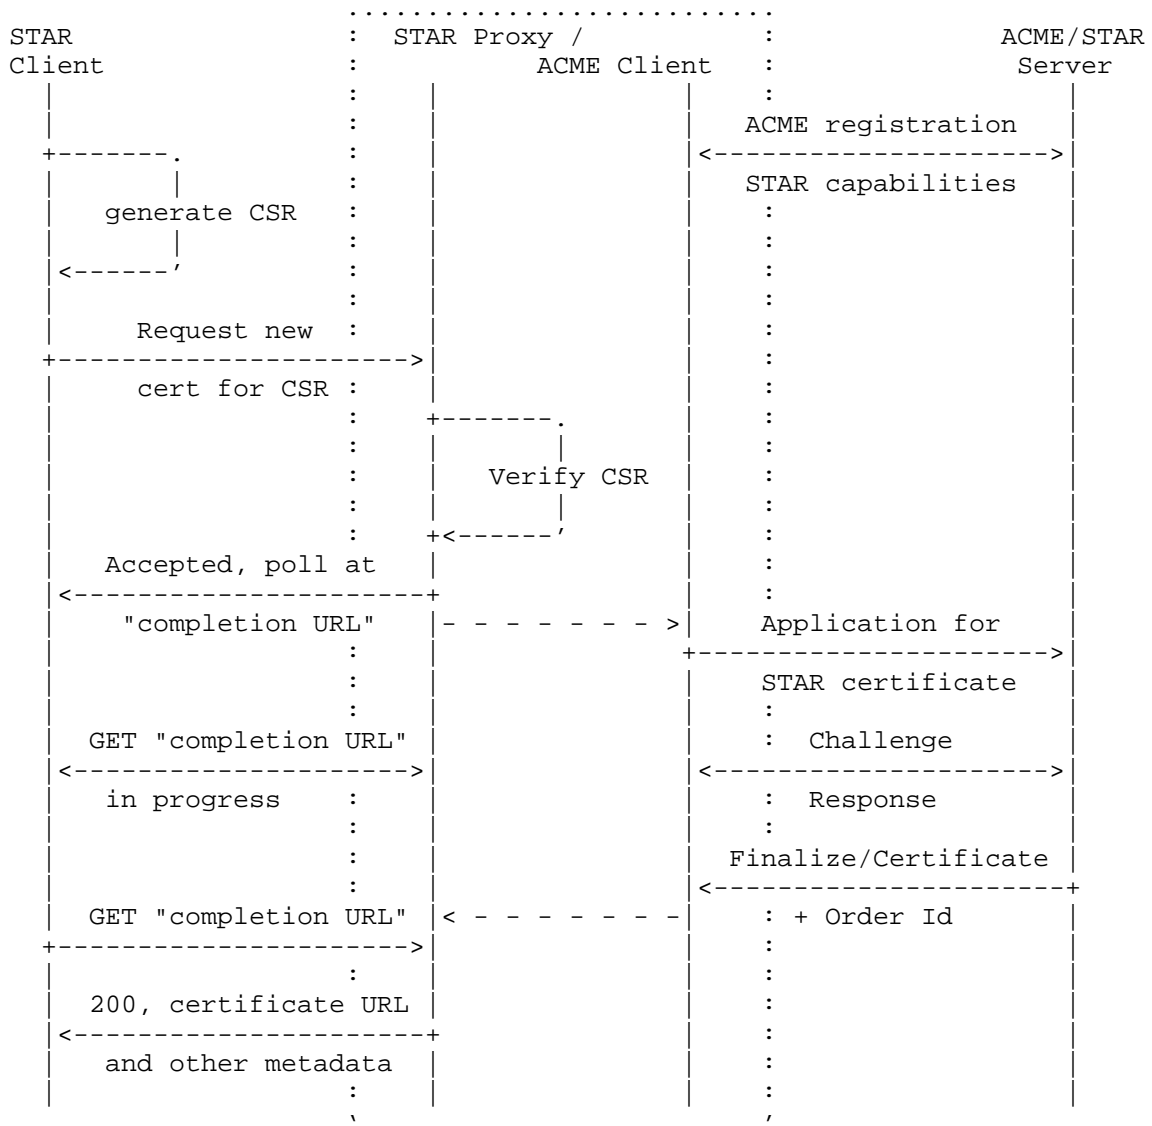 STAR STAR Proxy / ACME/STAR
Client ACME Client Server
ACME registration
STAR capabilities
generate CSR
Request new
cert for CSR
Verify CSR
Accepted, poll at
"completion URL" Application for
STAR certificate
GET "completion URL" Challenge
in progress Response
Finalize/Certificate
GET "completion URL" + Order Id
200, certificate URL
and other metadata